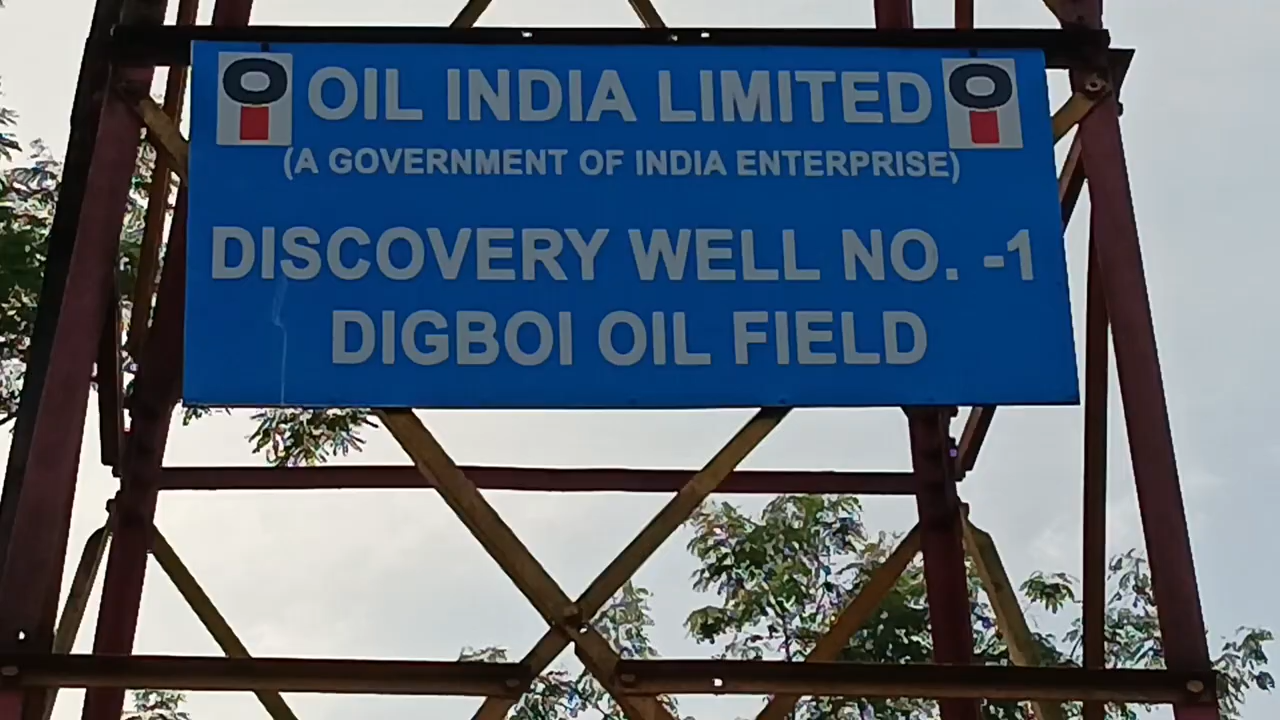 OIL INDIA LIMITED
(A GOVERNMENT OF INDIA ENTERPRISE)
DISCOVERY WELL NO. -1
DIGBOI OIL FIELD